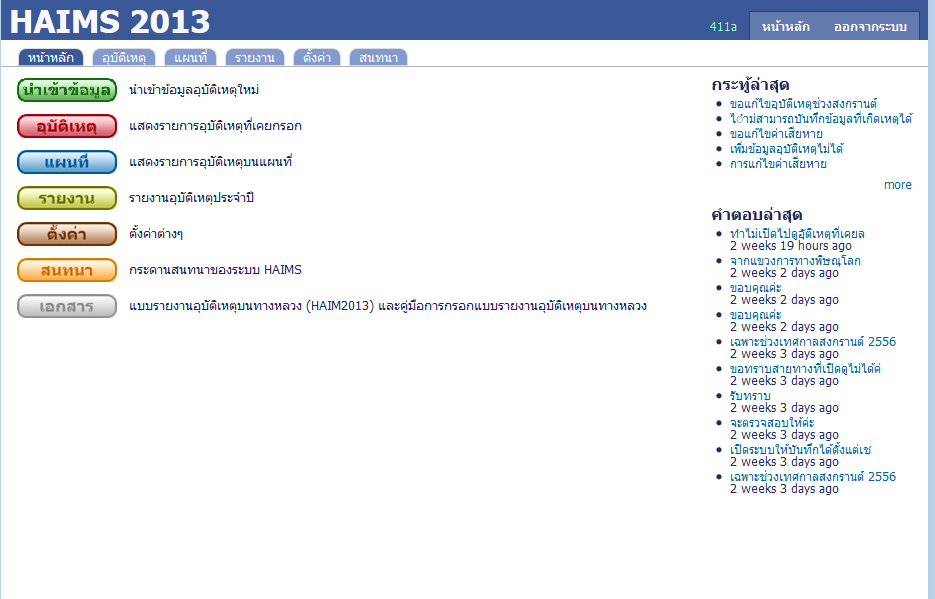 HAIMS 2013
411a หน้าหลัก ออกจากระบบ
หน้าหลัก อุบัติเหตุ แผนที่ รายงาน ตั้งค่า สนทนา
นำเข้าข้อมูล นำเข้าข้อมูลอุบัติเหตุใหม่
อุบัติเหตุ แสดงรายการอุบัติเหตุที่เคยกรอก
แผนที่ แสดงรายการอุบัติเหตุบนแผนที่
รายงาน รายงานอุบัติเหตุประจำปี
ตั้งค่า ตั้งค่าต่างๆ
สนทนา กระดานสนทนาของระบบ HAIMS
เอกสาร แบบรายงานอุบัติเหตุบนทางหลวง (HAIM2013) และคู่มือการกรอกแบบรายงานอุบัติเหตุบนทางหลวง
กระทู้ล่าสุด
ขอแก้ไขอุบัติเหตุช่วงสงกรานต์
ไ่ำม่สามารถบันทึกข้อมูลที่เกิดเหตุได้
ขอแก้ไขค่าเสียหาย
เพิ่มข้อมูลอุบัติเหตุไม่ได้
การแก้ไขค่าเสียหาย
more
คำตอบล่าสุด
ทำไม่เปิดไปดูอุัติเหตุที่เคยล
2 weeks 19 hours ago
จากแขวงการทางพิษณุโลก
2 weeks 2 days ago
ขอบคุณค่ะ
2 weeks 2 days ago
ขอบคุณค่ะ
2 weeks 2 days ago
เฉพาะช่วงเทศกาลสงกรานต์ 2556
2 weeks 3 days ago
ขอทราบสายทางที่เปิดดูไม่ได้ค่
2 weeks 3 days ago
รับทราบ
2 weeks 3 days ago
จะตรวจสอบให้ค่ะ
2 weeks 3 days ago
เปิดระบบให้บันทึกได้ตั้งแต่เช่
2 weeks 3 days ago
เฉพาะช่วงเทศกาลสงกรานต์ 2556
2 weeks 3 days ago